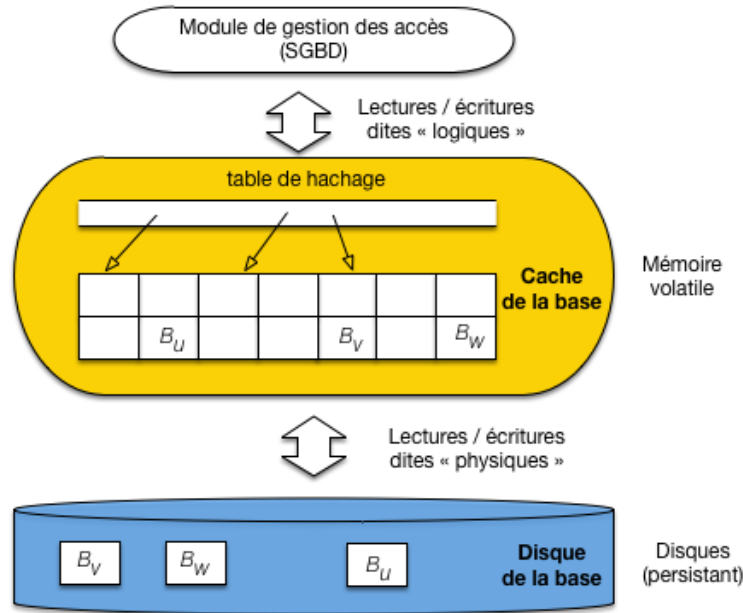 Module de gestion des accès
(SGBD)
Lectures / écritures
dites « logiques »
table de hachage
Cache
de la base
Mémoire
volatile
Bu
Bv
Bw
Lectures / écritures
dites « physiques »
Bv
Bw
Bu
Disque
de la base
Disques
(persistant)